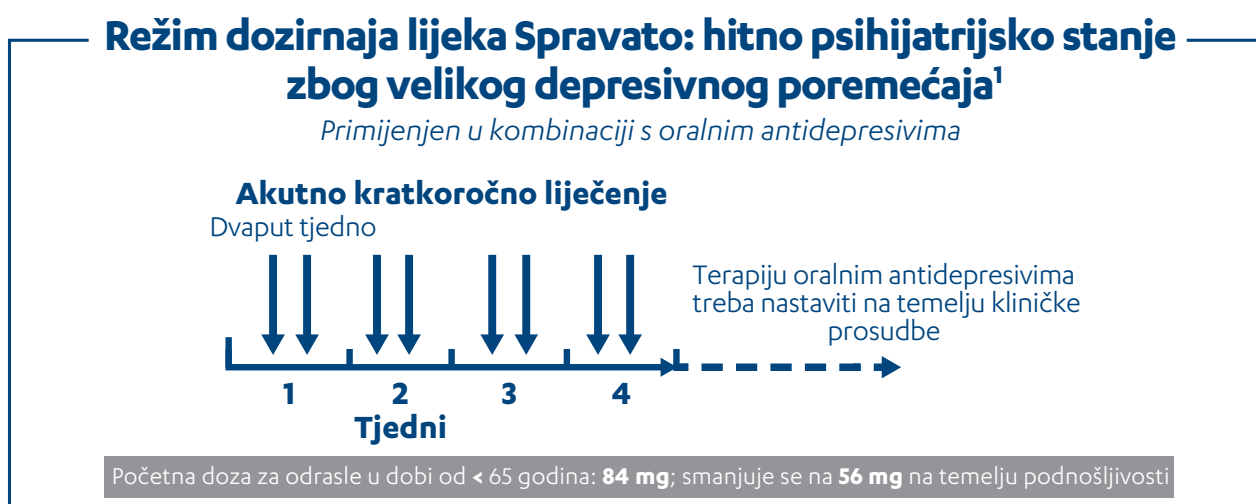 Režim dozirnaja lijeka Spravato: hitno psihijatrijsko stanje
zbog velikog depresivnog poremećaja¹
Primijenjen u kombinaciji s oralnim antidepresivima
Akutno kratkoročno liječenje
Dvaput tjedno
Terapiju oralnim antidepresivima
treba nastaviti na temelju kliničke
prosudbe
1 2 3 4
Tjedni
Početna doza za odrasle u dobi od < 65 godina: 84 mg; smanjuje se na 56 mg na temelju podnošljivosti